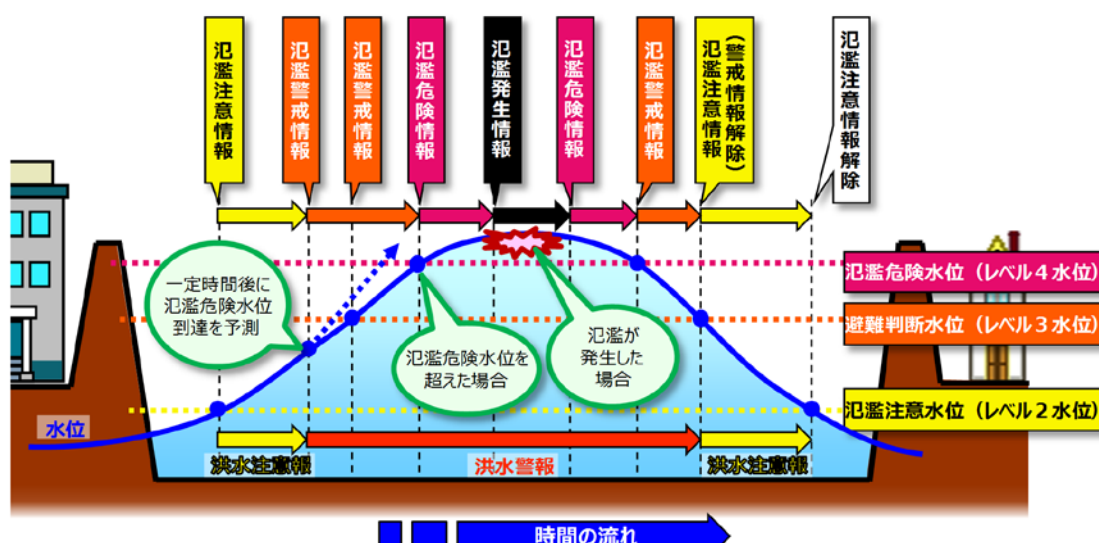 氾濫注意情報
氾濫警戒情報
氾濫警戒情報
氾濫危険情報
氾濫発生情報
氾濫危険情報
氾濫警戒情報
氾濫注意情報
(警戒情報解除)
氾濫注意情報解除
一定時間後に
氾濫危険水位
到達を予測
氾濫危険水位を
超えた場合
氾濫が
発生した
場合
氾濫危険水位(レベル4水位)
避難判断水位(レベル3水位)
氾濫注意水位(レベル2水位)
水位
洪水注意報
洪水警報
洪水注意報
時間の流れ